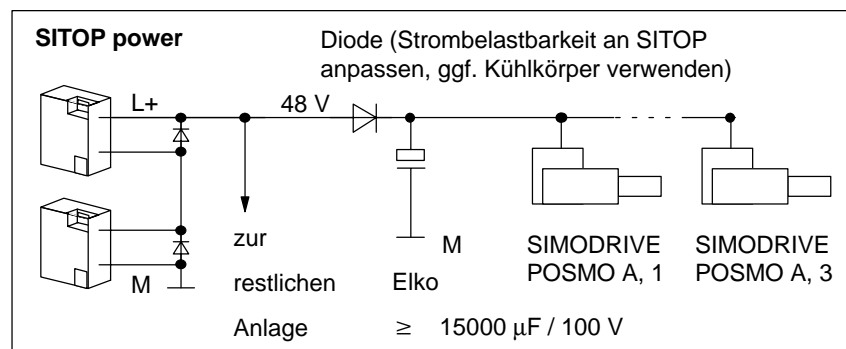 SITOP power
Diode (Strombelastbarkeit an SITOP
anpassen, ggf. Kühlkörper verwenden)
L+
48 V
zur
restlichen
Anlage
M
M
Elko
≥ 15000 µF / 100 V
SIMODRIVE
POSMO A, 1
SIMODRIVE
POSMO A, 3